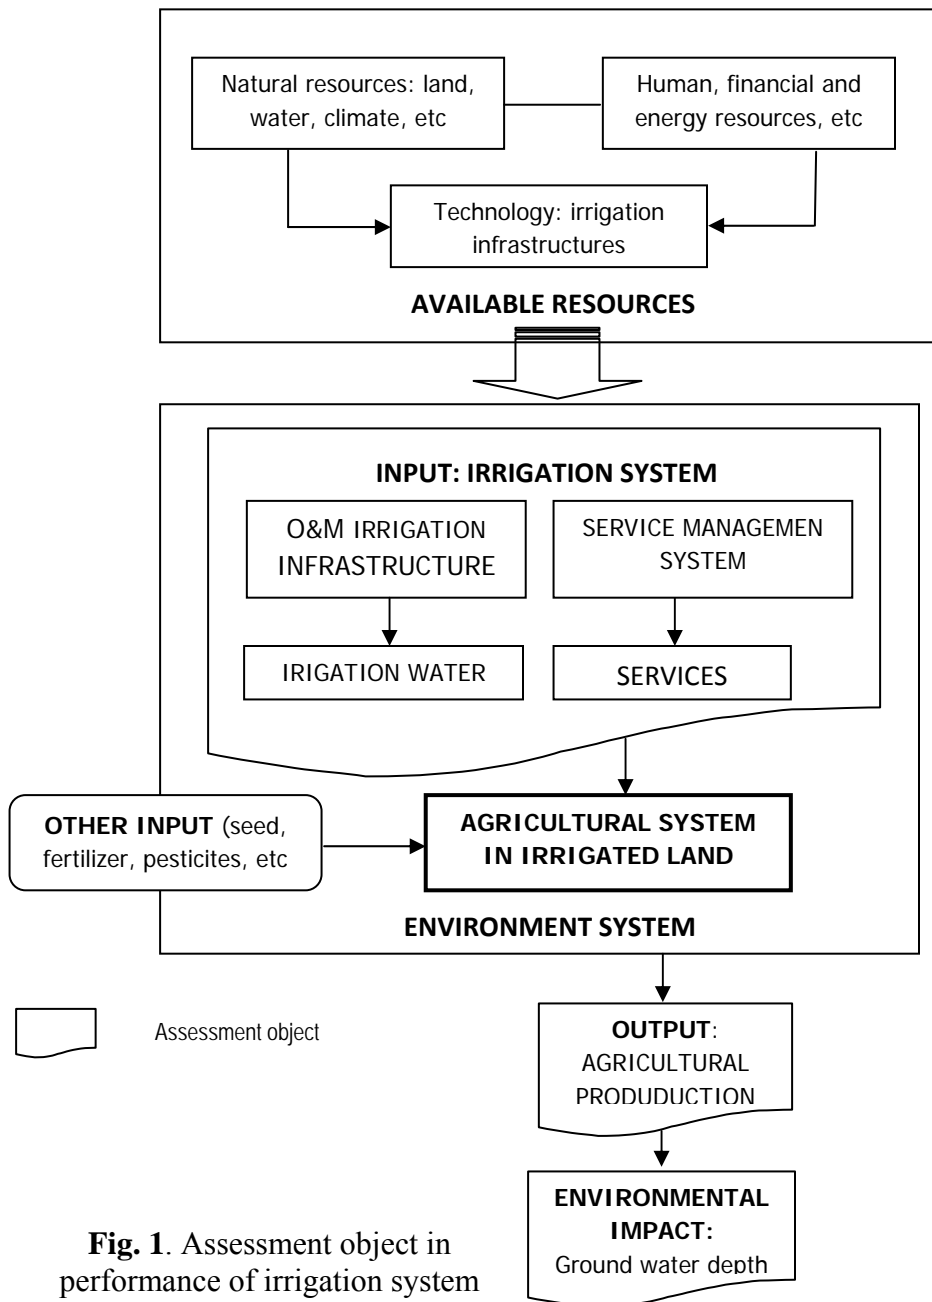 Natural resources: land,
water, climate, etc
Human, financial and
energy resources, etc
Technology: irrigation
infrastructures
AVAILABLE RESOURCES
INPUT: IRRIGATION SYSTEM
O&M IRRIGATION
INFRASTRUCTURE
SERVICE MANAGEMEN
SYSTEM
IRIGATION WATER
SERVICES
OTHER INPUT (seed,
fertilizer, pesticites, etc
AGRICULTURAL SYSTEM
IN IRRIGATED LAND
ENVIRONMENT SYSTEM
Assessment object
OUTPUT:
AGRICULTURAL
PRODUDUCTION
ENVIRONMENTAL
IMPACT:
Ground water depth
Fig. 1. Assessment object in
performance of irrigation system